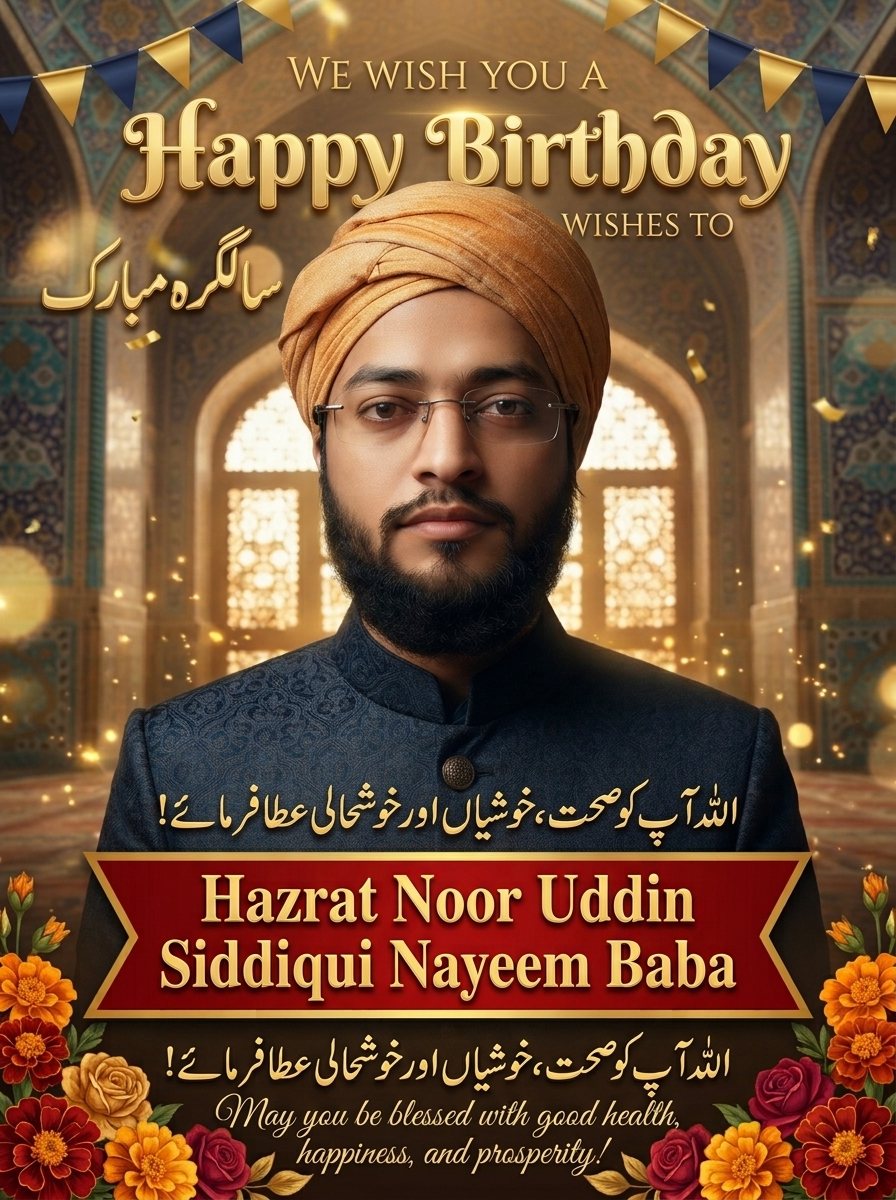 WE WISH YOU A
Happy Birthday
WISHES TO
سالگرہ مبارک
اللہ آپ کو صحت، خوشیاں اور خوشحالی عطا فرمائے!
Hazrat Noor Uddin
Siddiqui Nayeem Baba
اللہ آپ کو صحت، خوشیاں اور خوشحالی عطا فرمائے!
May you be blessed with good health,
happiness, and prosperity!